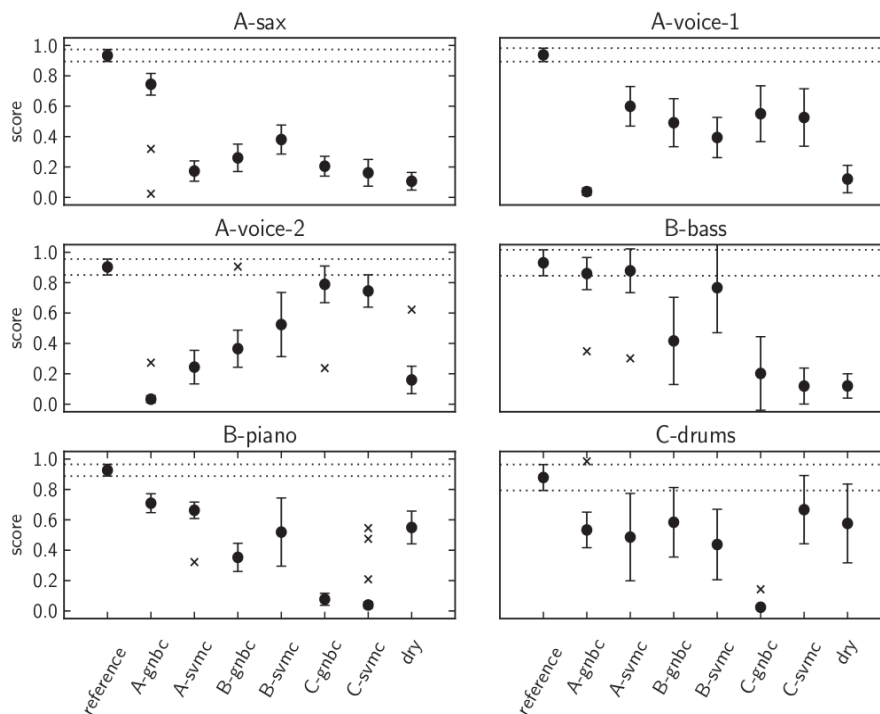 A-sax
A-voice-1
1.0
0.8
0.6
0.4
0.2
0.0
score
A-voice-2
B-bass
1.0
0.8
0.6
0.4
0.2
0.0
score
B-piano
C-drums
1.0
0.8
0.6
0.4
0.2
0.0
score
reference
A-gnbc
A-svmc
B-gnbc
B-svmc
C-gnbc
C-svmc
dry
reference
A-gnbc
A-svmc
B-gnbc
B-svmc
C-gnbc
C-svmc
dry